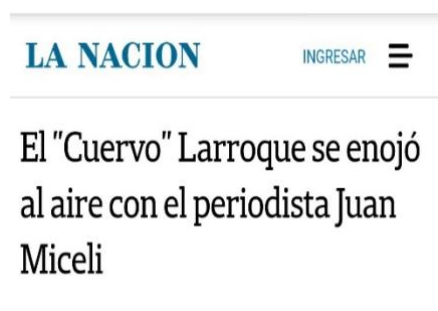 LA NACION INGRESAR
El "Cuervo" Larroque se enojó
al aire con el periodista Juan
Miceli